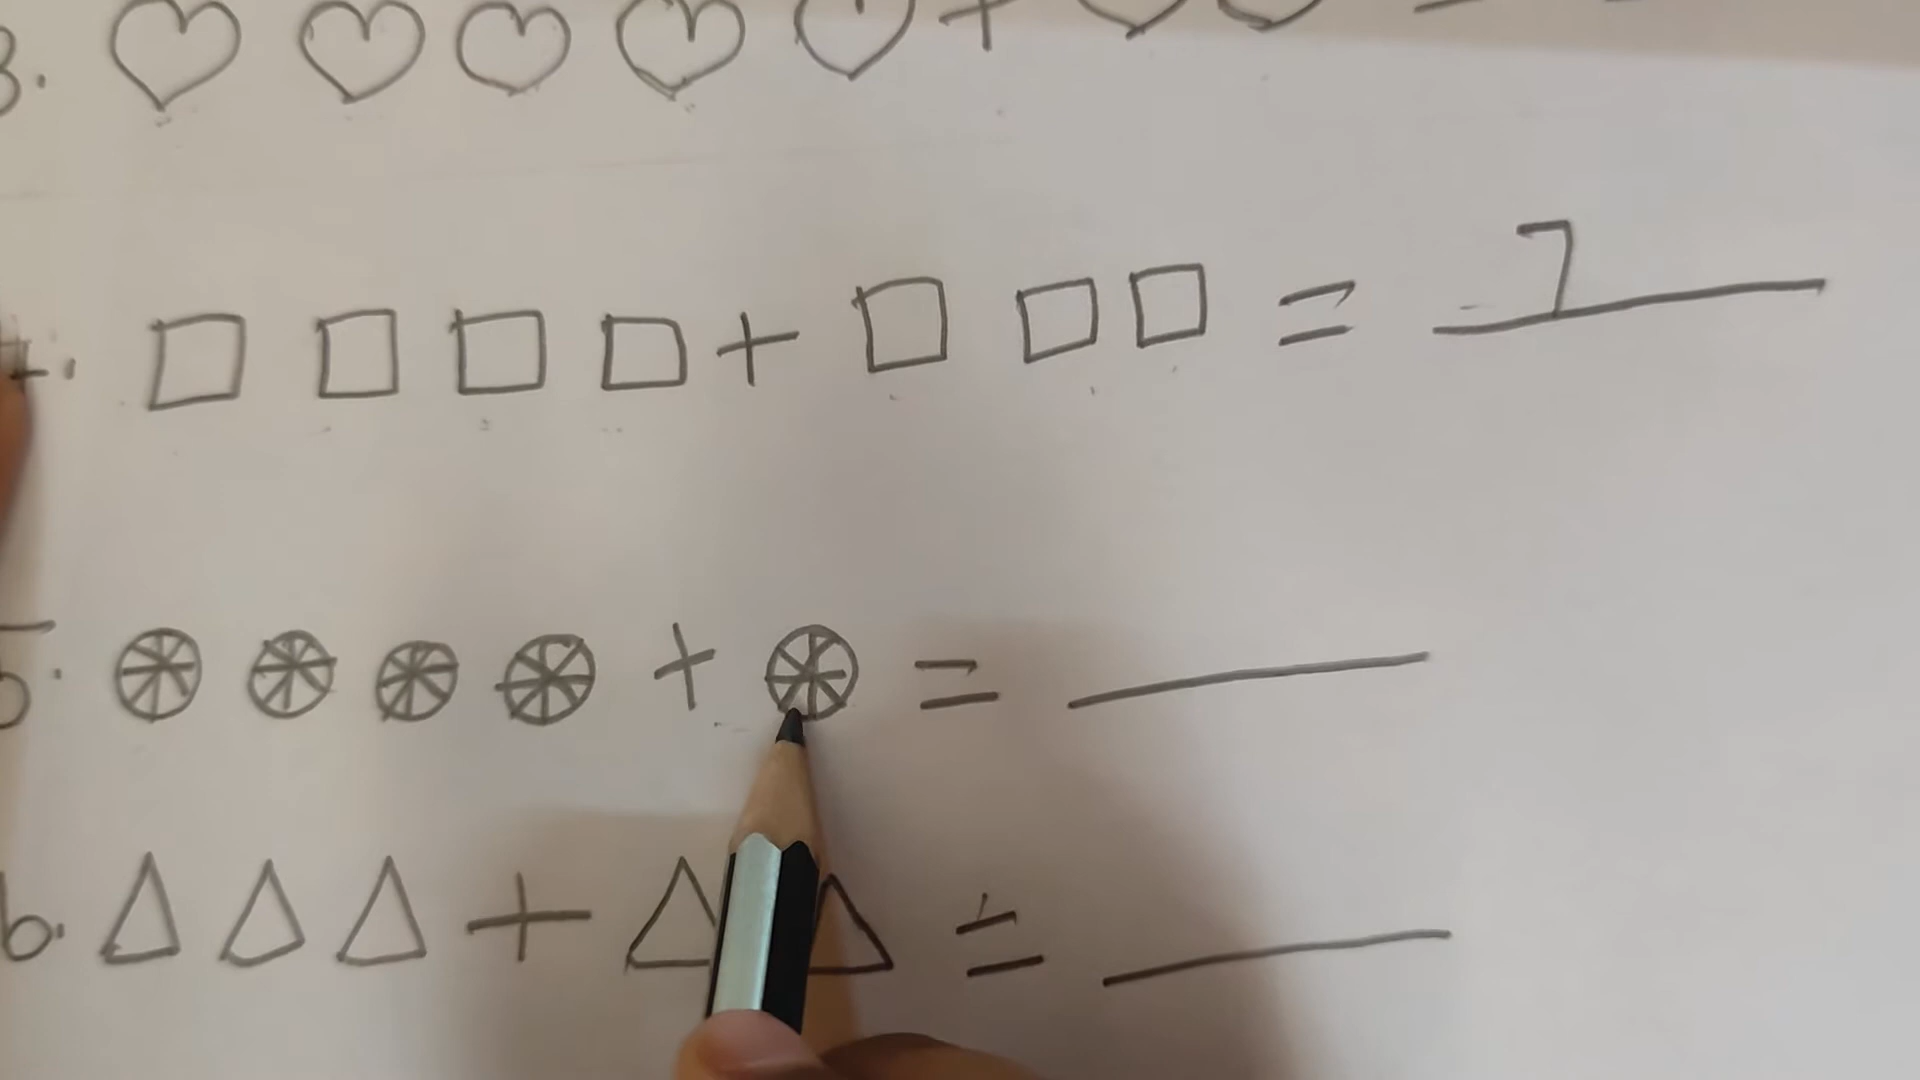 3. +
4. + = 7
5. + =
6. + =